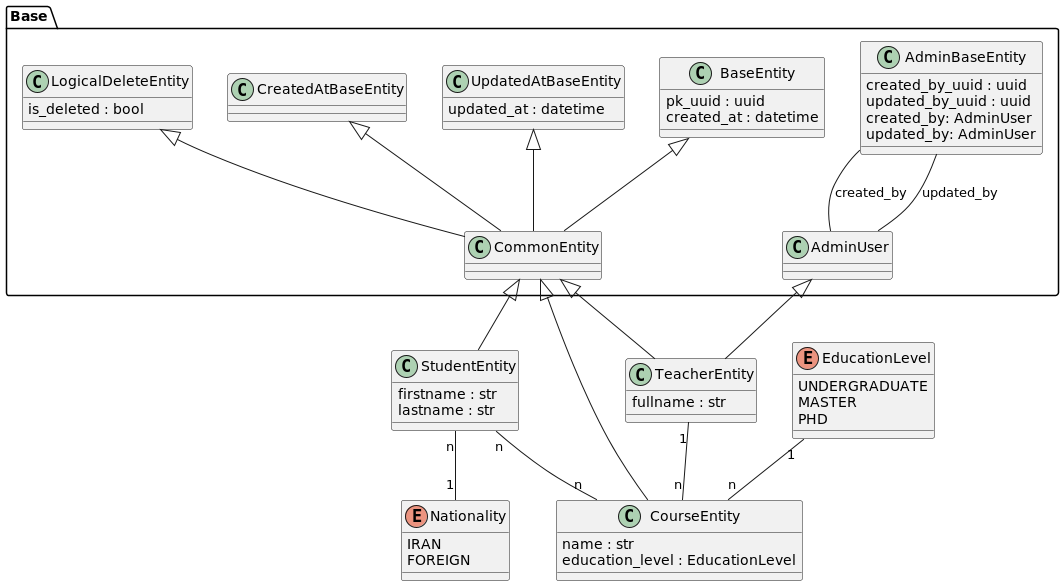 Base
C LogicalDeleteEntity
is_deleted : bool
C CreatedAtBaseEntity
C UpdatedAtBaseEntity
updated_at : datetime
C BaseEntity
pk_uuid : uuid
created_at : datetime
C AdminBaseEntity
created_by_uuid : uuid
updated_by_uuid : uuid
created_by: AdminUser
updated_by: AdminUser
created_by
updated_by
C CommonEntity
C AdminUser
C StudentEntity
firstname : str
lastname : str
C TeacherEntity
fullname : str
E EducationLevel
UNDERGRADUATE
MASTER
PHD
n
n
1
1
1
n
n
n
E Nationality
IRAN
FOREIGN
C CourseEntity
name : str
education_level : EducationLevel